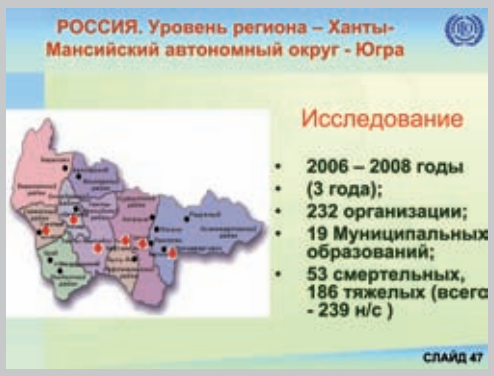 РОССИЯ. Уровень региона – Ханты-
Мансийский автономный округ - Югра
Исследование
• 2006 – 2008 годы
• (3 года);
• 232 организации;
• 19 Муниципальных
образований;
• 53 смертельных,
186 тяжелых (всего
- 239 н/с )
СЛАЙД 47